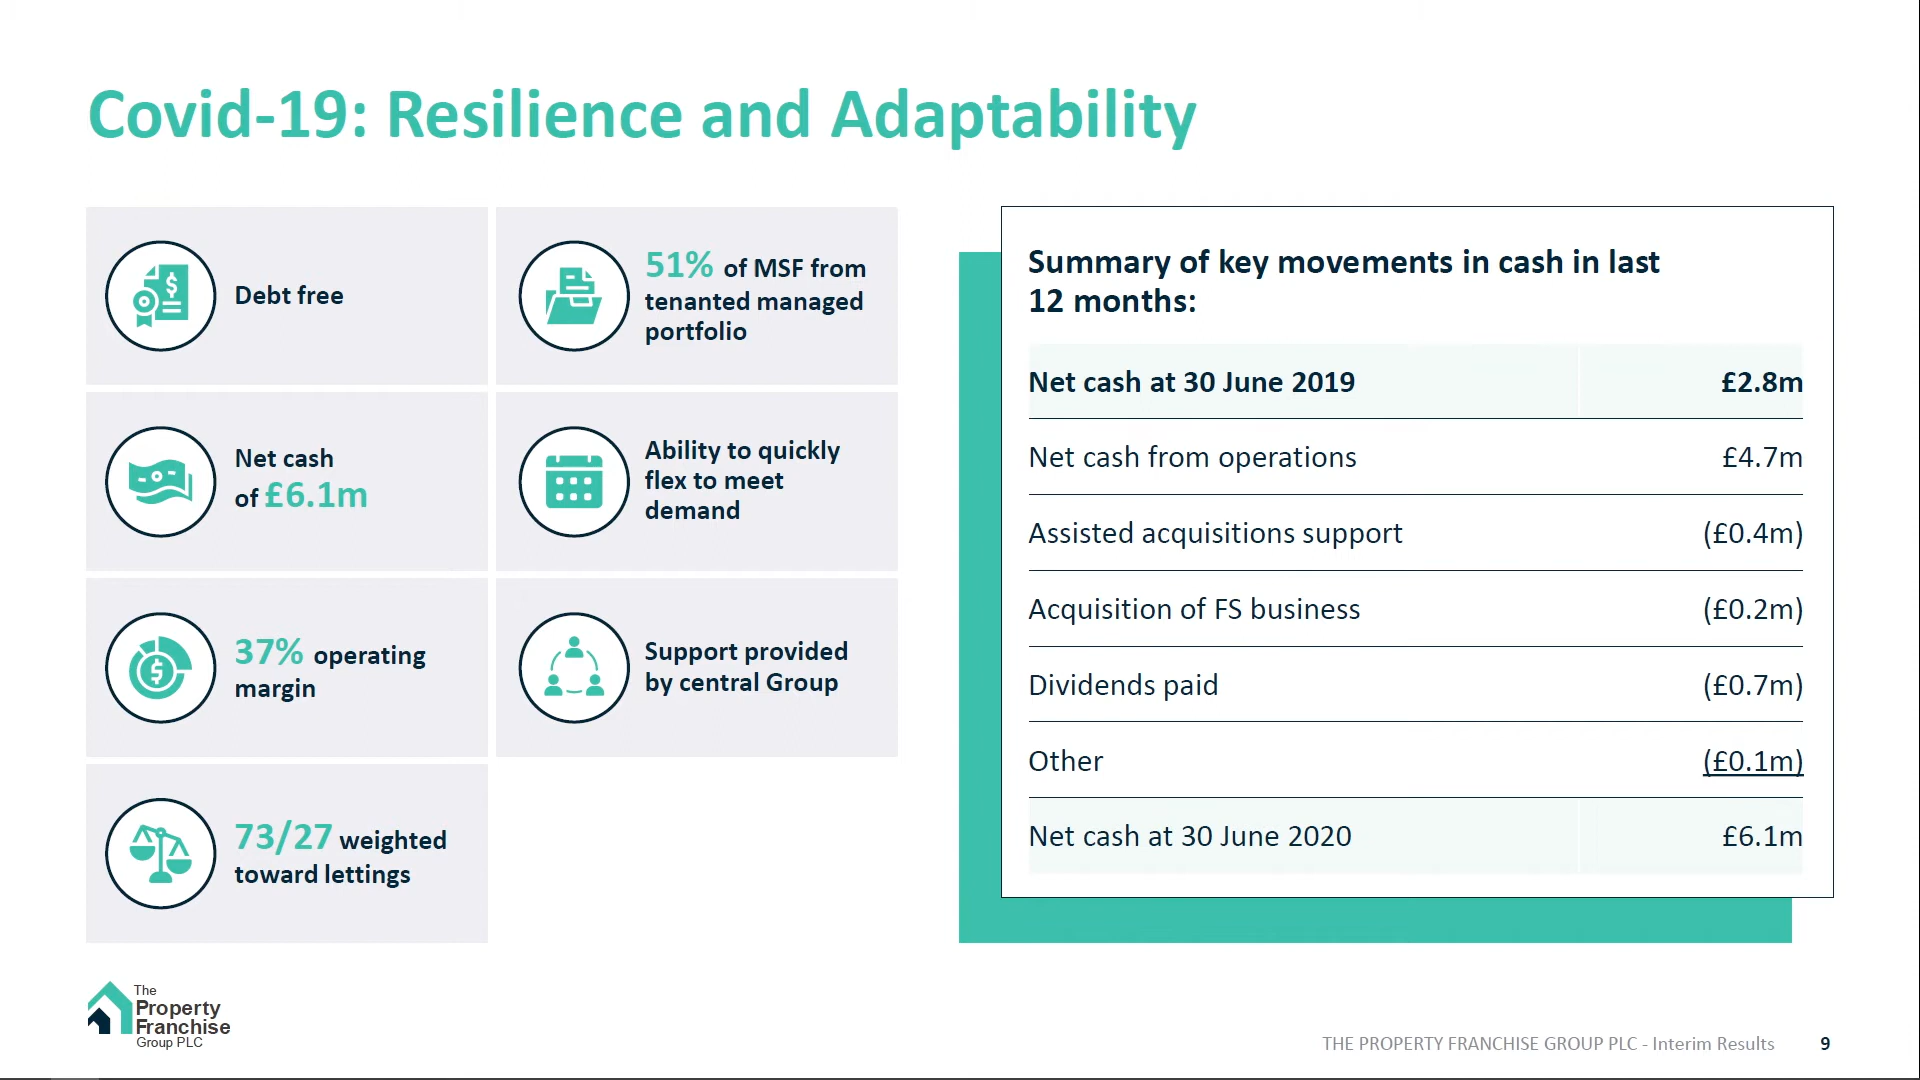 Covid-19: Resilience and Adaptability
Debt free
51% of MSF from
tenanted managed
portfolio
Net cash
of £6.1m
Ability to quickly
flex to meet
demand
37% operating
margin
Support provided
by central Group
73/27 weighted
toward lettings
Summary of key movements in cash in last
12 months:
Net cash at 30 June 2019 £2.8m
Net cash from operations £4.7m
Assisted acquisitions support (£0.4m)
Acquisition of FS business (£0.2m)
Dividends paid (£0.7m)
Other (£0.1m)
Net cash at 30 June 2020 £6.1m
The
Property
Franchise
Group PLC
THE PROPERTY FRANCHISE GROUP PLC - Interim Results 9